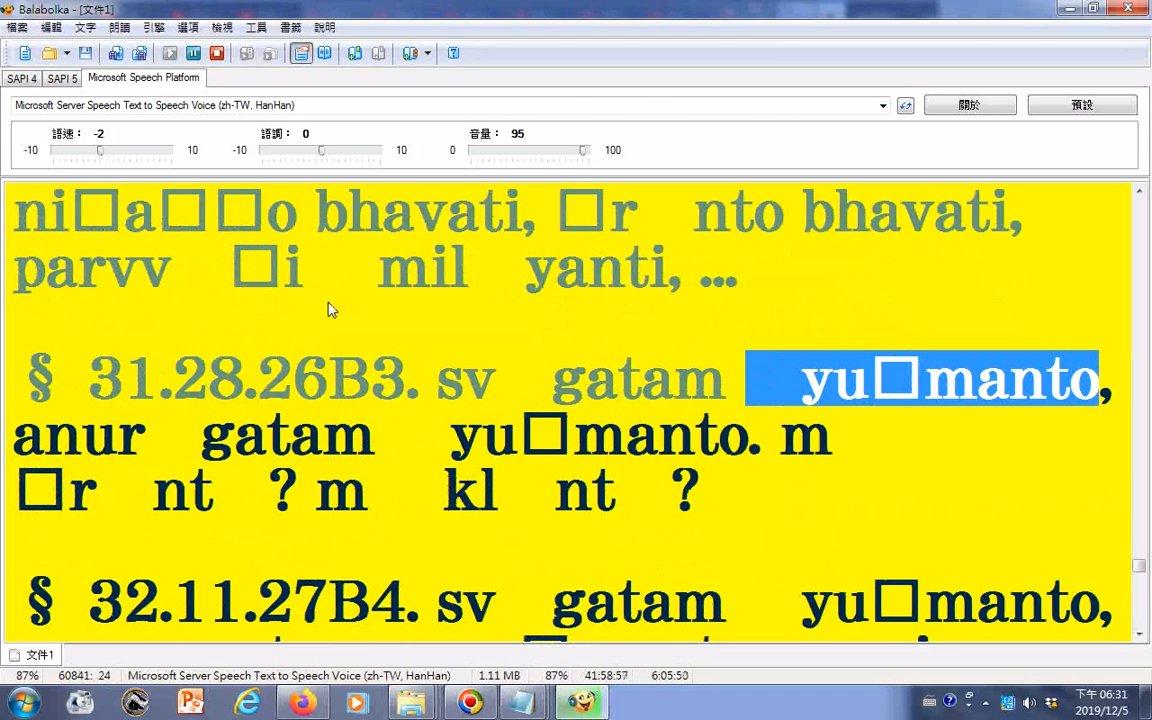 Balabolka - [文件1]
檔案 編輯 文字 朗讀 引擎 選項 檢視 工具 書籤 說明
SAPI 4 SAPI 5 Microsoft Speech Platform
Microsoft Server Speech Text to Speech Voice (zh-TW, HanHan) 關於 預設
語速： -2 語調： 0 音量： 95
-10 10 -10 10 0 100
ni□a□□o bhavati, □r nto bhavati,
parvv □i mil yanti, ...
§ 31.28.26B3. sv gatam yu□manto,
anur gatam yu□manto. m
□r nt ? m kl nt ?
§ 32.11.27B4. sv gatam yu□manto,
文件1
87% 60841: 24 Microsoft Server Speech Text to Speech Voice (zh-TW, HanHan) 1.11 MB 87% 41:58:57 6:05:50
下午 06:31
2019/12/5